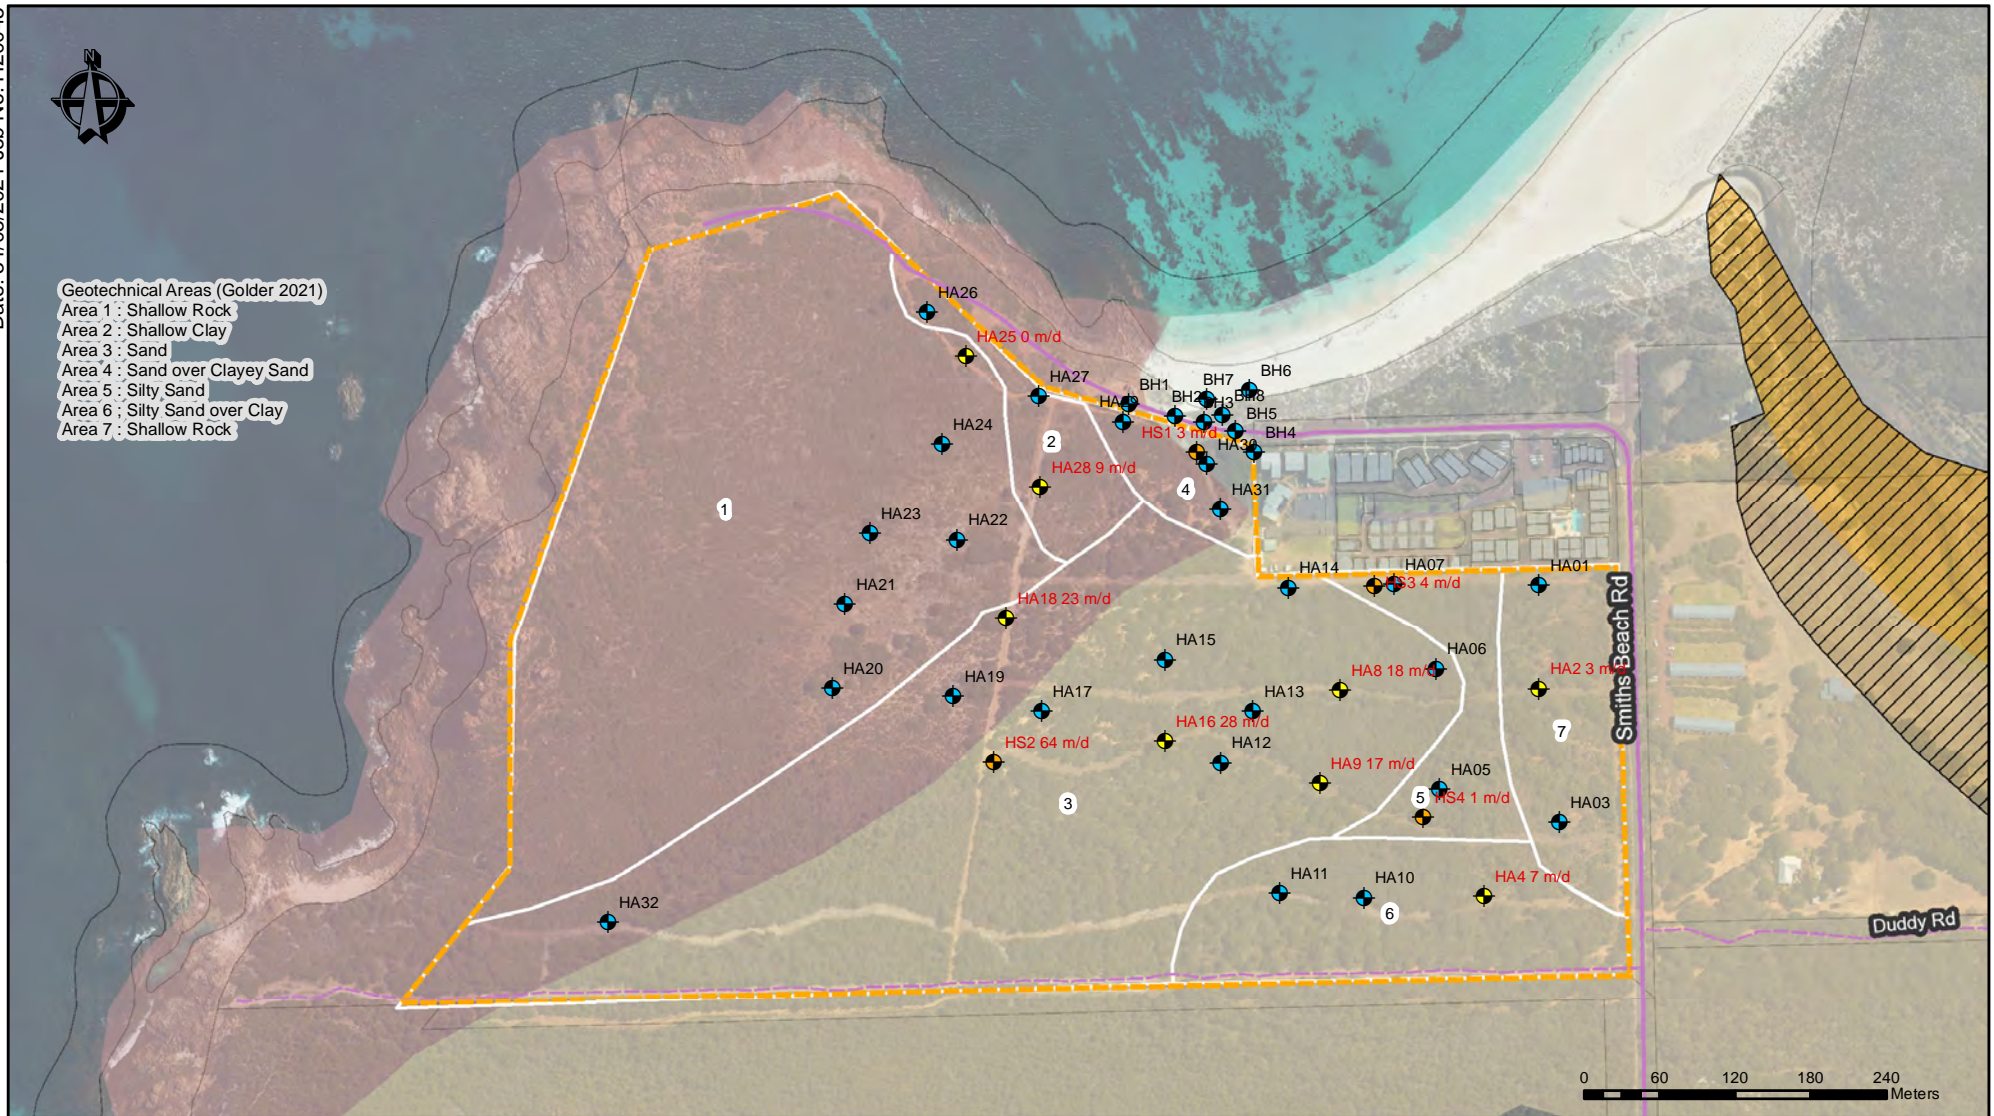 N
Geotechnical Areas (Golder 2021)
Area 1 : Shallow Rock
Area 2 : Shallow Clay
Area 3 : Sand
Area 4 : Sand over Clayey Sand
Area 5 : Silty Sand
Area 6 ; Silty Sand over Clay
Area 7 : Shallow Rock
HA26
HA25 0 m/d
HA27
BH1
BH2
BH7
BH6
BH5
BH4
HS1 3 m/d
HA30
HA24
2
HA28 9 m/d
4
HA31
1
HA23
HA22
HA14
HA07
HS3 4 m/d
HA01
HA21
HA18 23 m/d
Smiths Beach Rd
HA15
HA06
HA20
HA19
HA17
HA13
HA8 18 m/d
HA2 3 m/d
HA16 28 m/d
7
HS2 64 m/d
HA12
HA9 17 m/d
HA05
3
5
HS4 1 m/d
HA03
HA32
HA11
HA10
HA4 7 m/d
6
Duddy Rd
0 60 120 180 240
Meters